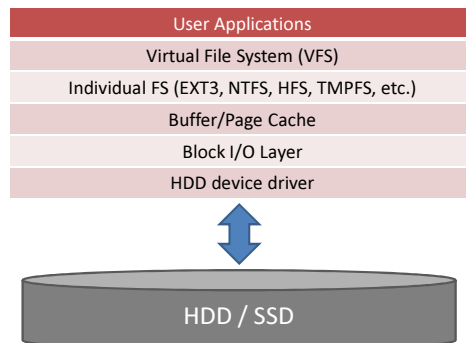 User Applications
Virtual File System (VFS)
Individual FS (EXT3, NTFS, HFS, TMPFS, etc.)
Buffer/Page Cache
Block I/O Layer
HDD device driver
HDD / SSD